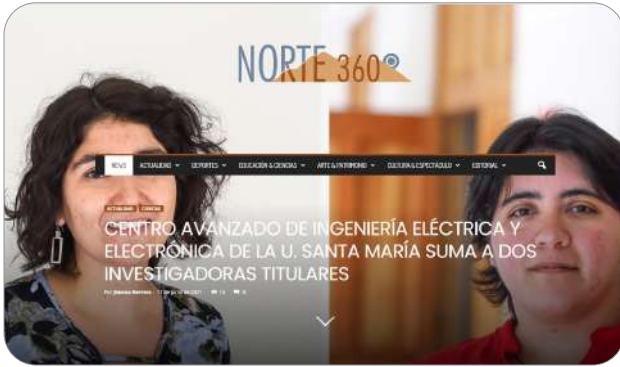 NORTE 360
NEWS ACTUALIDAD DEPORTES EDUCACIÓN & CIENCIAS ARTE & PATRIMONIO CULTURA & ESPECTÁCULO EDITORIAL
ACTUALIDAD CIENCIAS
CENTRO AVANZADO DE INGENIERÍA ELÉCTRICA Y
ELECTRÓNICA DE LA U. SANTA MARÍA SUMA A DOS
INVESTIGADORAS TITULARES
Por